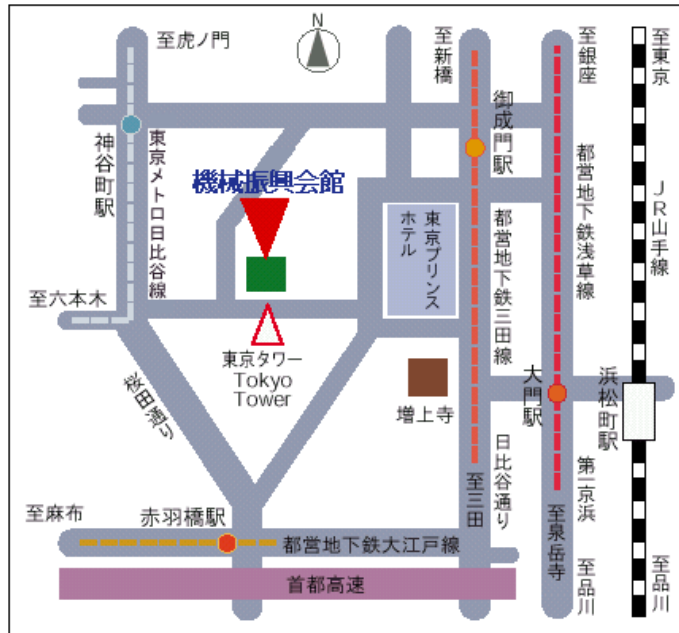 至虎ノ門
N
至新橋
至銀座
至東京
神谷町駅
東京メトロ日比谷線
御成門駅
機械振興会館
都営地下鉄浅草線
JR山手線
東京プリンス
ホテル
都営地下鉄三田線
至六本木
東京タワー
Tokyo
Tower
桜田通り
増上寺
大門駅
浜松町駅
日比谷通り
第一京浜
至三田
至泉岳寺
至品川
至品川
至麻布
赤羽橋駅
都営地下鉄大江戸線
首都高速